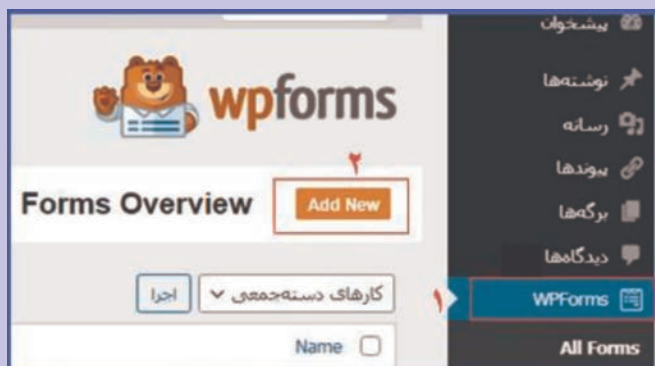 پیشخوان
نوشته‌ها
رسانه
پیوندها
برگه‌ها
دیدگاه‌ها
۱
WPForms
All Forms
wpforms
۲
Forms Overview
Add New
کارهای دسته‌جمعی
اجرا
Name